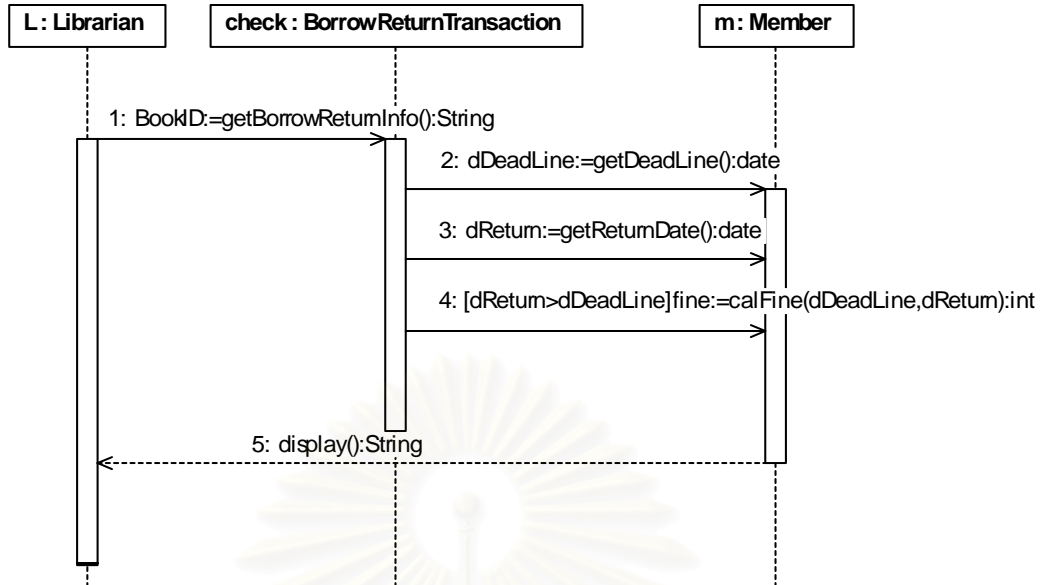 L : Librarian
check : BorrowReturnTransaction
m : Member
1: BookID:=getBorrowReturnInfo():String
2: dDeadLine:=getDeadLine():date
3: dReturn:=getReturnDate():date
4: [dReturn>dDeadLine]fine:=calFine(dDeadLine,dReturn):int
5: display():String